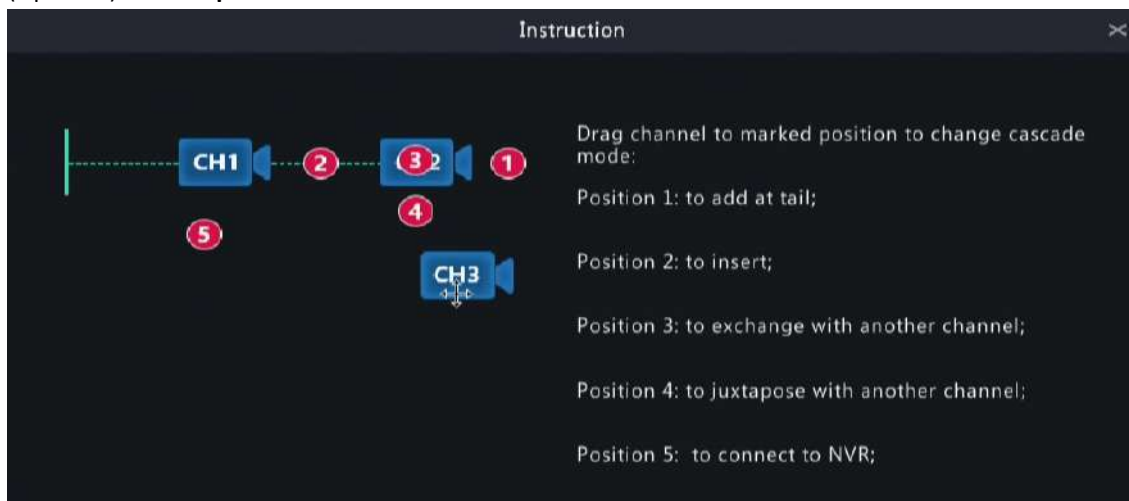 Instruction
CH1
2
3
2
1
4
5
CH3
Drag channel to marked position to change cascade
mode:
Position 1: to add at tail;
Position 2: to insert;
Position 3: to exchange with another channel;
Position 4: to juxtapose with another channel;
Position 5: to connect to NVR;